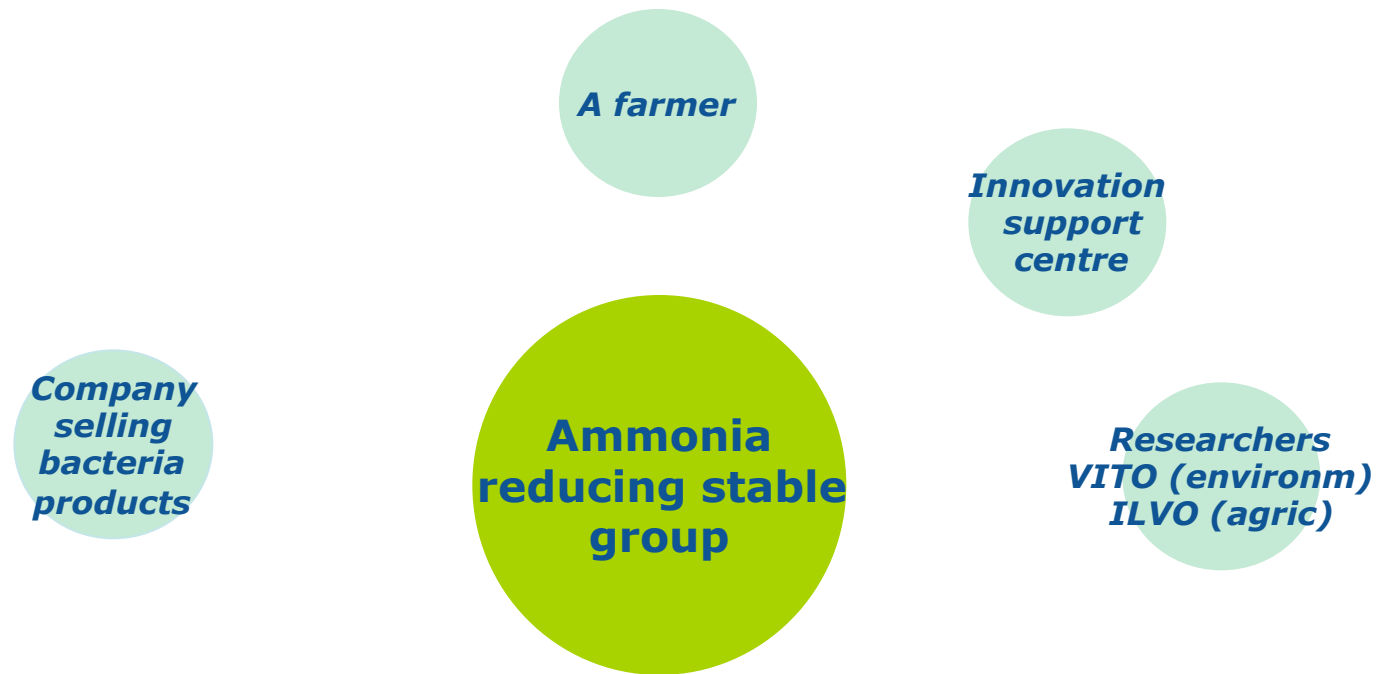 A farmer
Innovation
support
centre
Company
selling
bacteria
products
Ammonia
reducing stable
group
Researchers
VITO (environm)
ILVO (agric)